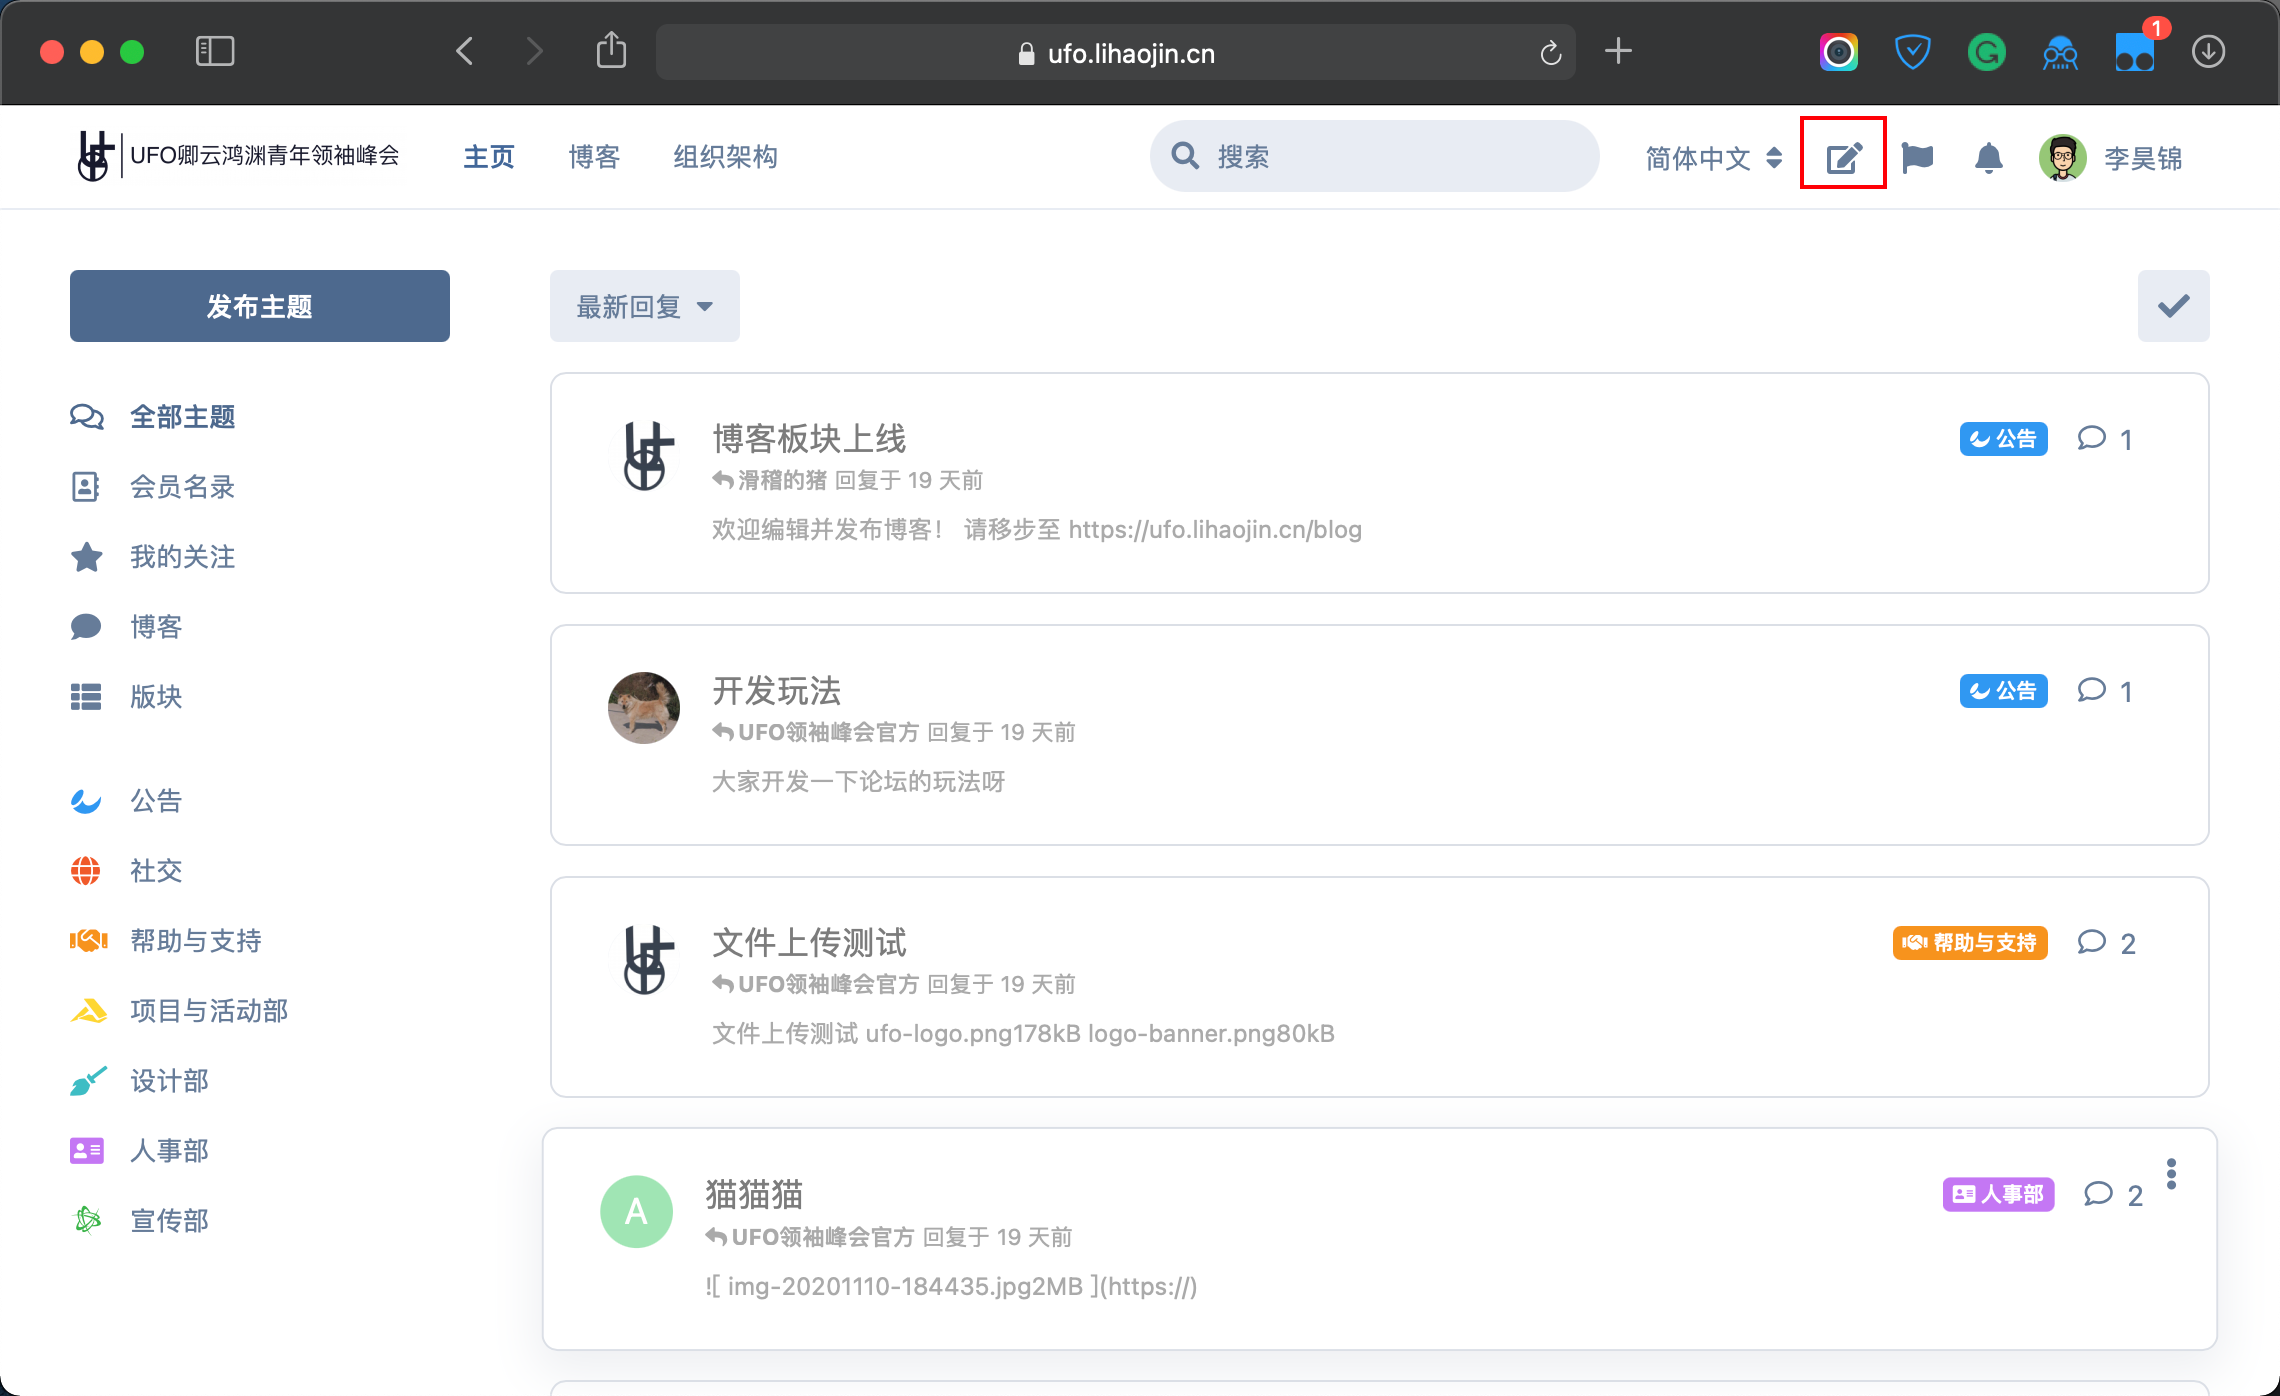 ufo.lihaojin.cn
1
UFO卿云鸿渊青年领袖峰会
主页
博客
组织架构
搜索
简体中文
李昊锦
发布主题
最新回复
全部主题
会员名录
我的关注
博客
版块
公告
社交
帮助与支持
项目与活动部
设计部
人事部
宣传部
博客板块上线
公告
1
滑稽的猪 回复于 19 天前
欢迎编辑并发布博客！ 请移步至 https://ufo.lihaojin.cn/blog
开发玩法
公告
1
UFO领袖峰会官方 回复于 19 天前
大家开发一下论坛的玩法呀
文件上传测试
帮助与支持
2
UFO领袖峰会官方 回复于 19 天前
文件上传测试 ufo-logo.png178kB logo-banner.png80kB
A
猫猫猫
人事部
2
UFO领袖峰会官方 回复于 19 天前
![ img-20201110-184435.jpg2MB ](https://)